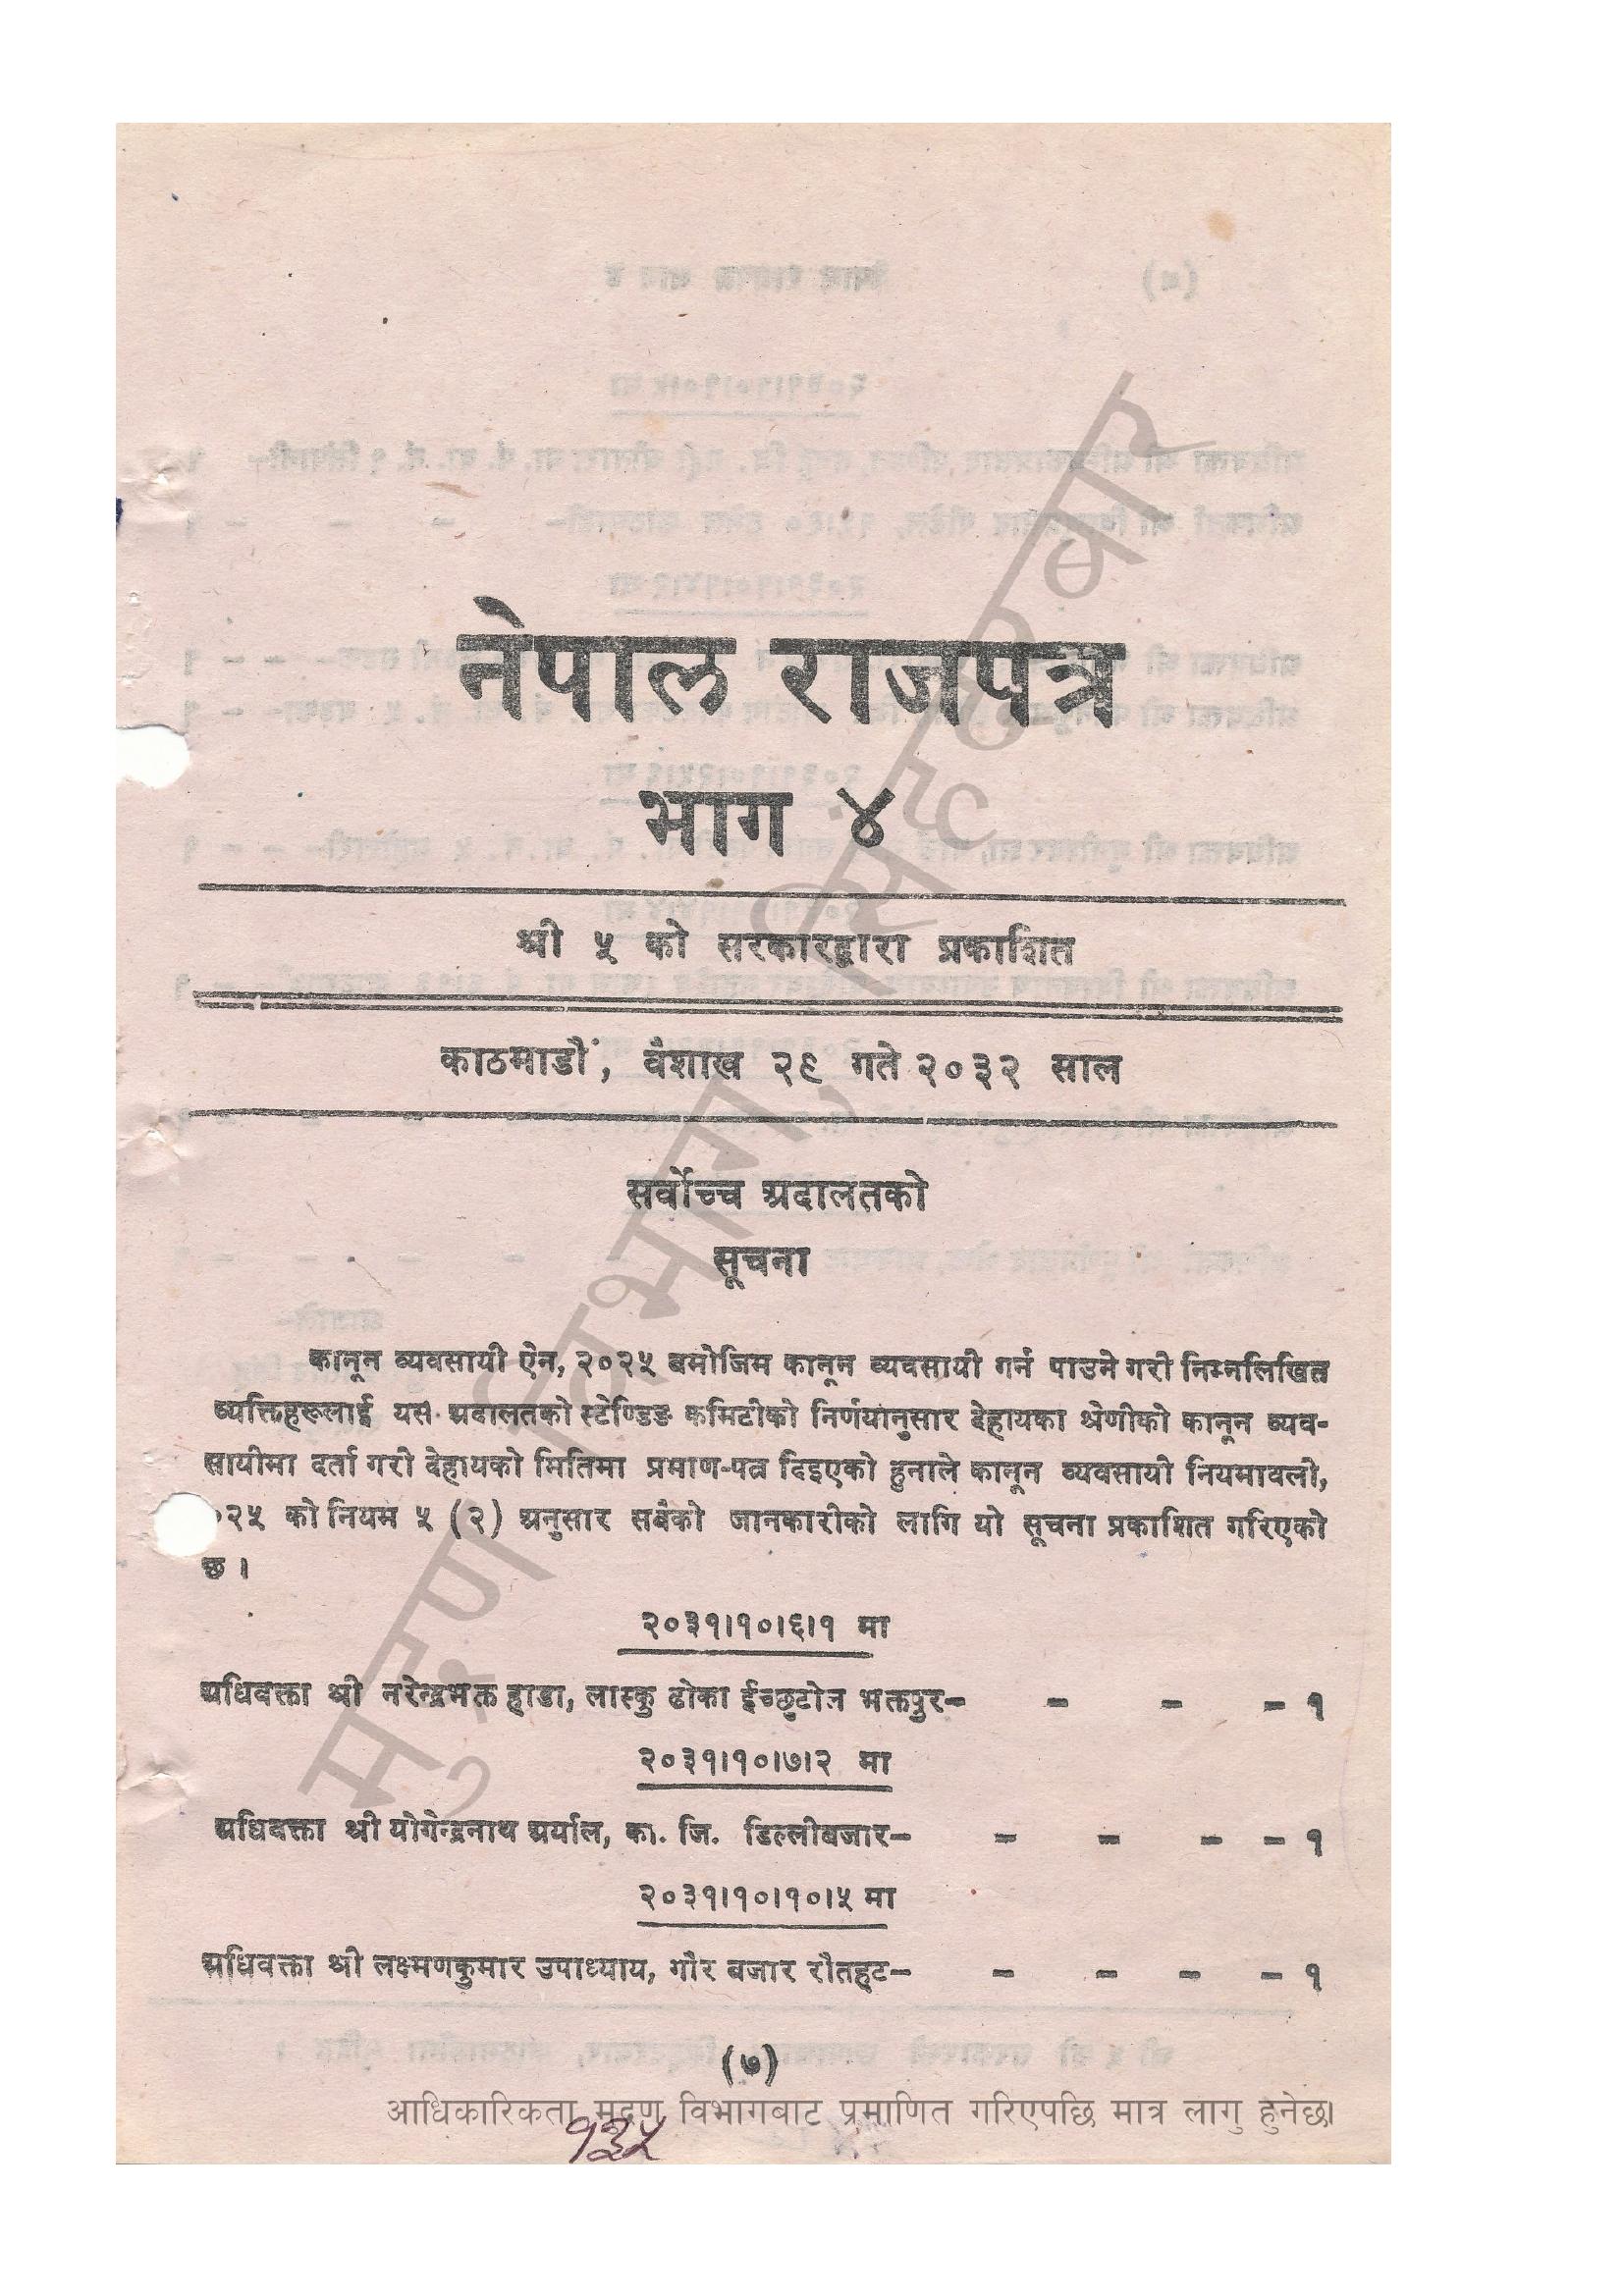 नेपाल राजपत्र
भाग ४
श्री ५ को सरकारद्वारा प्रकाशित
काठमाडौं, वैशाख २९ गते २०३२ साल
सर्वोच्च अदालतको
सूचना
कानून व्यवसायी ऐन, २०२५ बमोजिम कानून व्यवसायी गर्न पाउने गरी निम्नलिखित
व्यक्तिहरूलाई यस अदालतको स्टेण्डिङ कमिटीको निर्णयानुसार देहायका श्रेणीको कानून व्यव-
सायीमा दर्ता गरी देहायको मितिमा प्रमाण-पत्र दिइएको हुनाले कानून व्यवसायी नियमावली,
०२५ को नियम ५ (२) अनुसार सबैको जानकारीको लागि यो सूचना प्रकाशित गरिएको
छ ।
२०३१।१०।६।१ मा
अधिवक्ता श्री नरेन्द्रभक्त हाडा, लास्कु ढोका ईच्छुटोल भक्तपुर- - - - १
२०३१।१०।७।२ मा
अधिवक्ता श्री योगेन्द्रनाथ अर्याल, का. जि. डिल्लीबजार- - - - - १
२०३१।१०।१०।५ मा
अधिवक्ता श्री लक्ष्मणकुमार उपाध्याय, गौर बजार रौतहट- - - - - १
(७)
आधिकारिकता मुद्रण विभागबाट प्रमाणित गरिएपछि मात्र लागु हुनेछ।
१३५
मुद्रण विभाग, सिंहदरबार